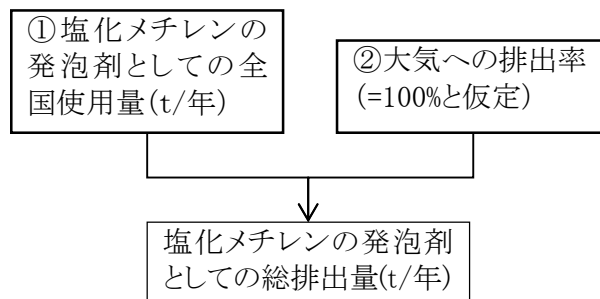 ①塩化メチレンの
発泡剤としての全
国使用量(t/年)
②大気への排出率
(=100%と仮定)
塩化メチレンの発泡剤
としての総排出量(t/年)